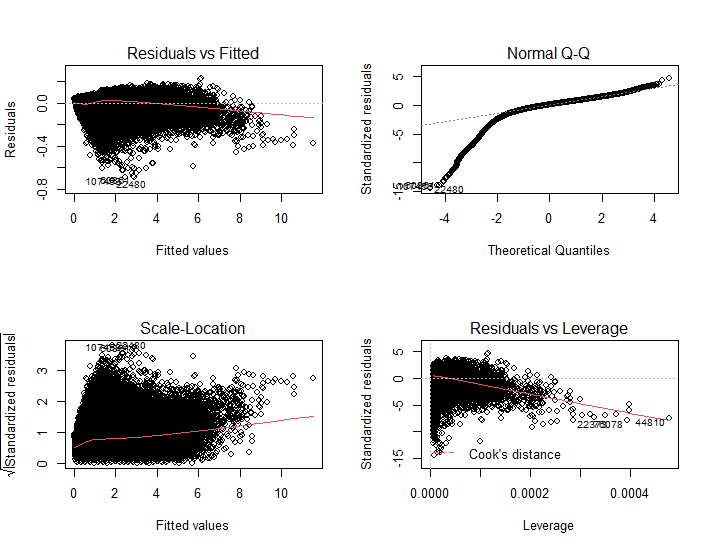 Residuals vs Fitted
Residuals
0.0
-0.4
-0.8
22480
0 2 4 6 8 10
Fitted values
Normal Q-Q
Standardized residuals
5
0
-5
-15
22480
-4 -2 0 2 4
Theoretical Quantiles
Scale-Location
√|Standardized residuals|
3
2
1
0
0 2 4 6 8 10
Fitted values
Residuals vs Leverage
Standardized residuals
5
0
-5
-15
44810
Cook's distance
0.0000 0.0002 0.0004
Leverage